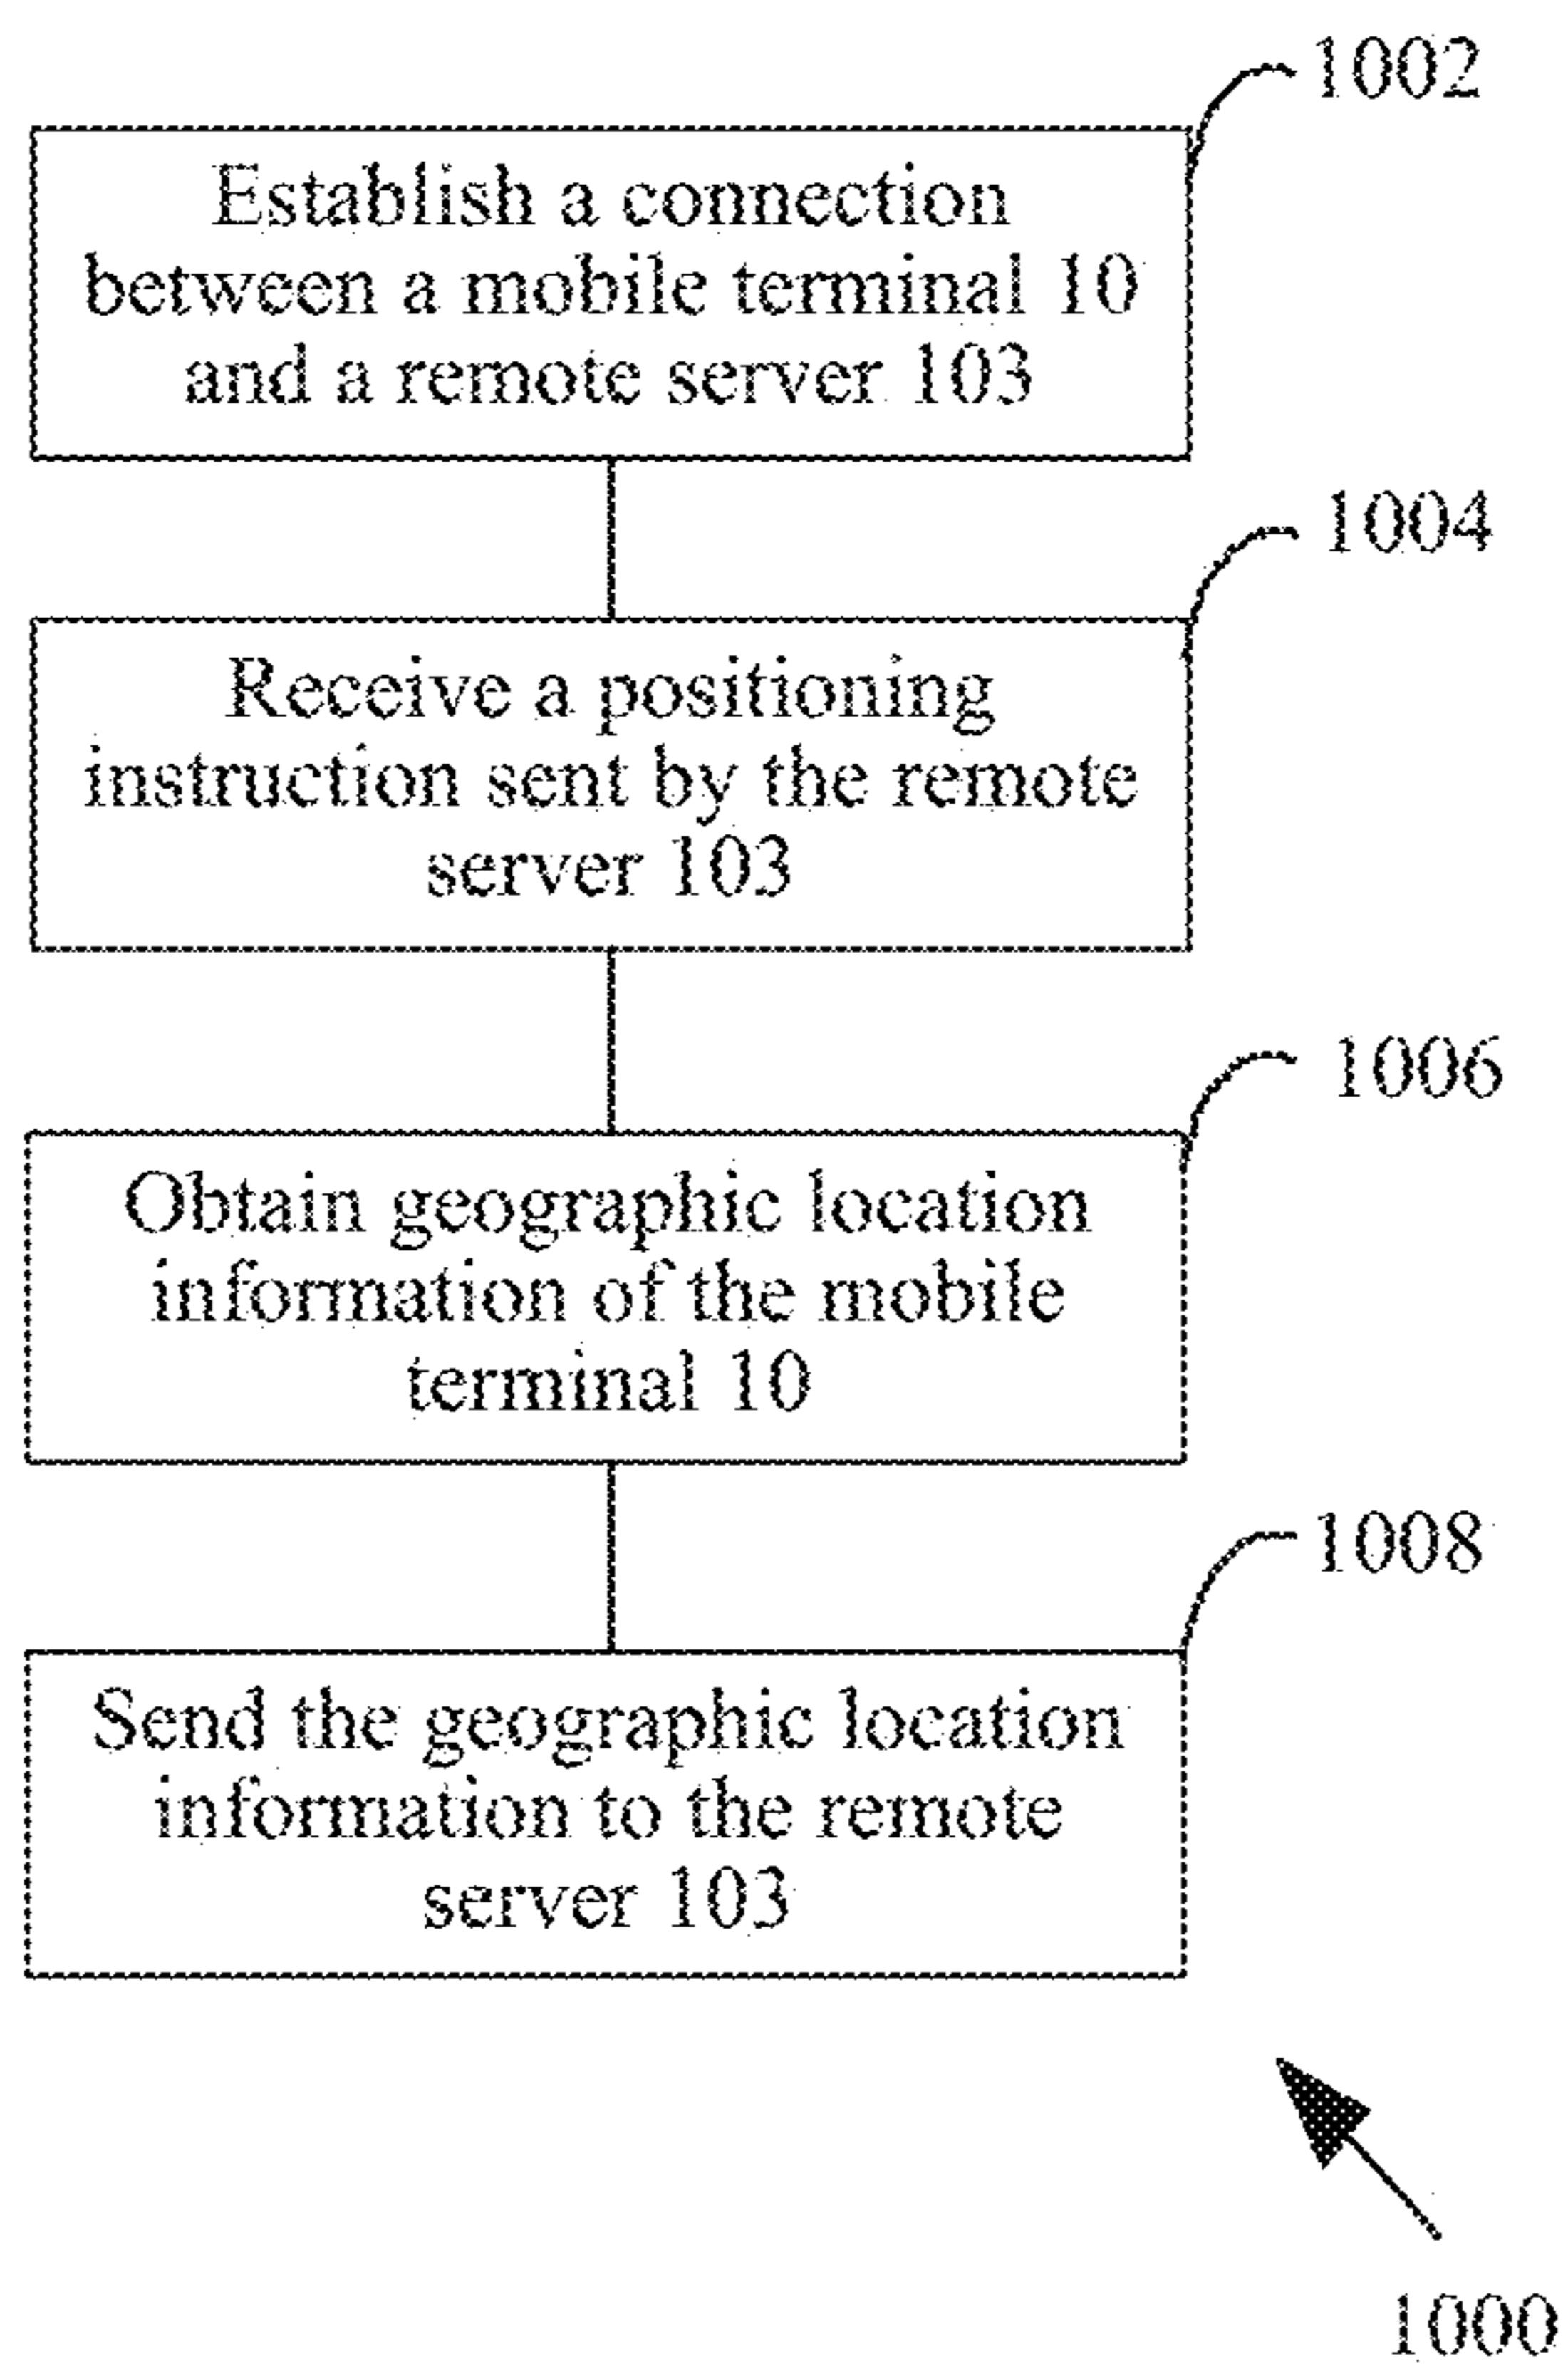 1002
Establish a connection
between a mobile terminal 10
and a remote server 103
1004
Receive a positioning
instruction sent by the remote
server 103
1006
Obtain geographic location
information of the mobile
terminal 10
1008
Send the geographic location
information to the remote
server 103
1000